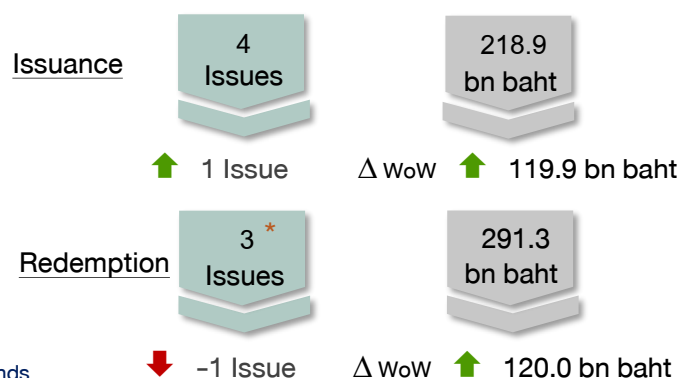 4
Issues
218.9
bn baht
Issuance
1 Issue
Δ WoW
119.9 bn baht
3 *
Issues
291.3
bn baht
Redemption
-1 Issue
Δ WoW
120.0 bn baht